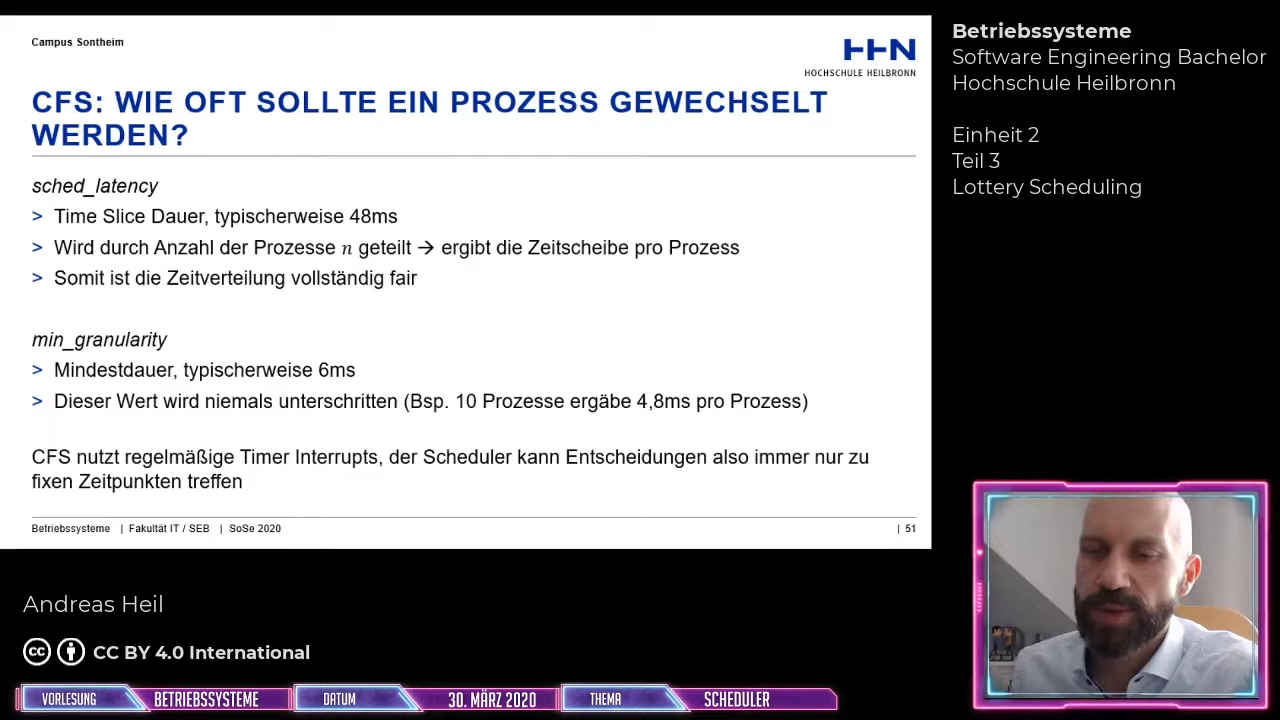 Campus Sontheim
HHN
HOCHSCHULE HEILBRONN
CFS: WIE OFT SOLLTE EIN PROZESS GEWECHSELT
WERDEN?
sched_latency
> Time Slice Dauer, typischerweise 48ms
> Wird durch Anzahl der Prozesse n geteilt → ergibt die Zeitscheibe pro Prozess
> Somit ist die Zeitverteilung vollständig fair
min_granularity
> Mindestdauer, typischerweise 6ms
> Dieser Wert wird niemals unterschritten (Bsp. 10 Prozesse ergäbe 4,8ms pro Prozess)
CFS nutzt regelmäßige Timer Interrupts, der Scheduler kann Entscheidungen also immer nur zu
fixen Zeitpunkten treffen
Betriebssysteme | Fakultät IT / SEB | SoSe 2020 | 51
Betriebssysteme
Software Engineering Bachelor
Hochschule Heilbronn
Einheit 2
Teil 3
Lottery Scheduling
Andreas Heil
cc CC BY 4.0 International
VORLESUNG BETRIEBSSYSTEME DATUM 30. MÄRZ 2020 THEMA SCHEDULER